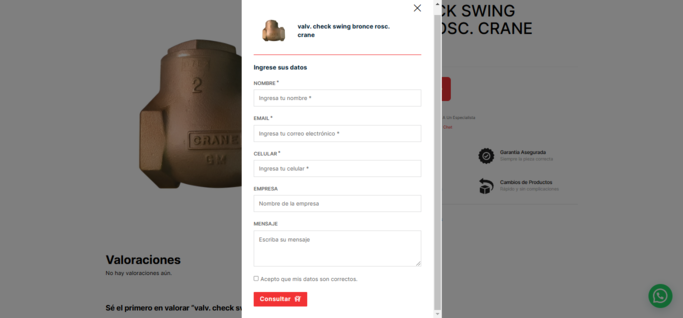 valv. check swing bronce rosc.
crane
CK SWING
OSC. CRANE
Ingrese sus datos
NOMBRE *
Ingresa tu nombre *
EMAIL *
Ingresa tu correo electrónico *
CELULAR *
Ingresa tu celular *
EMPRESA
Nombre de la empresa
MENSAJE
Escriba su mensaje
Acepto que mis datos son correctos.
Consultar
CRANE
GM
2
Garantía Asegurada
Cambios de Productos
Valoraciones
No hay valoraciones aún.
Sé el primero en valorar "valv. check sw